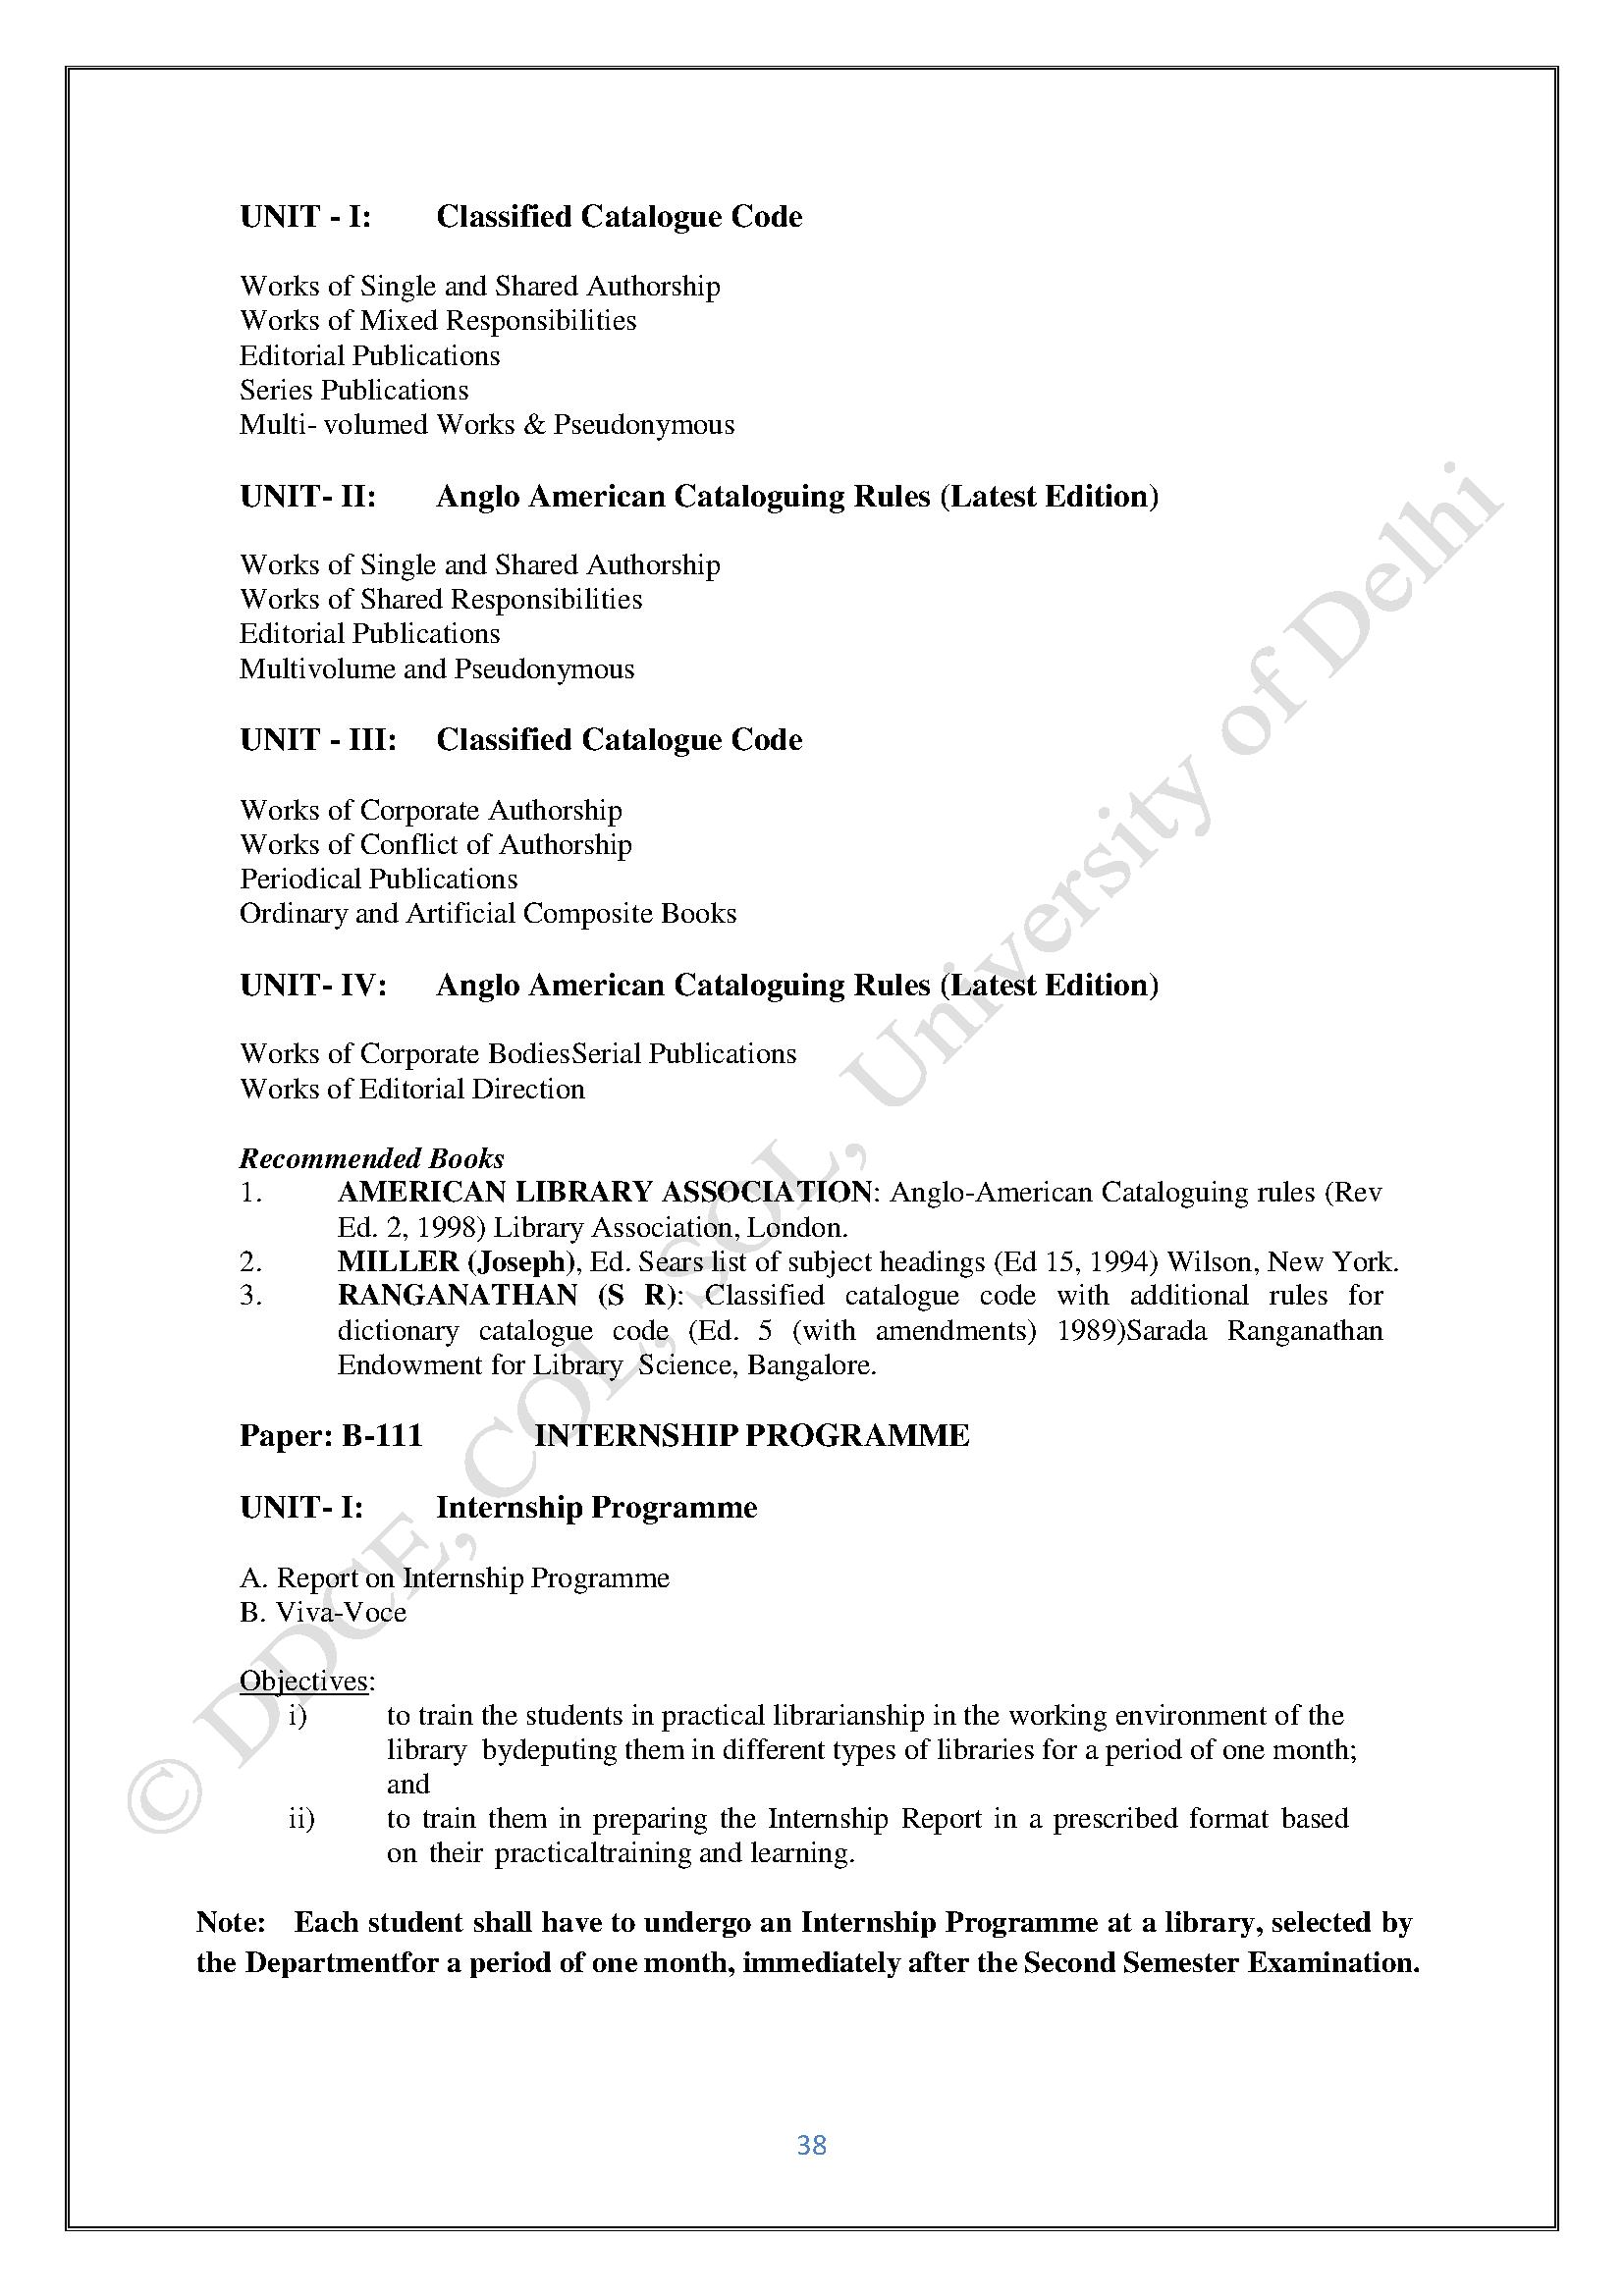 UNIT - I: Classified Catalogue Code
Works of Single and Shared Authorship
Works of Mixed Responsibilities
Editorial Publications
Series Publications
Multi- volumed Works & Pseudonymous
UNIT- II: Anglo American Cataloguing Rules (Latest Edition)
Works of Single and Shared Authorship
Works of Shared Responsibilities
Editorial Publications
Multivolume and Pseudonymous
UNIT - III: Classified Catalogue Code
Works of Corporate Authorship
Works of Conflict of Authorship
Periodical Publications
Ordinary and Artificial Composite Books
UNIT- IV: Anglo American Cataloguing Rules (Latest Edition)
Works of Corporate BodiesSerial Publications
Works of Editorial Direction
Recommended Books
1. AMERICAN LIBRARY ASSOCIATION: Anglo-American Cataloguing rules (Rev
Ed. 2, 1998) Library Association, London.
2. MILLER (Joseph), Ed. Sears list of subject headings (Ed 15, 1994) Wilson, New York.
3. RANGANATHAN (S R): Classified catalogue code with additional rules for
dictionary catalogue code (Ed. 5 (with amendments) 1989)Sarada Ranganathan
Endowment for Library Science, Bangalore.
Paper: B-111 INTERNSHIP PROGRAMME
UNIT- I: Internship Programme
A. Report on Internship Programme
B. Viva-Voce
Objectives:
i) to train the students in practical librarianship in the working environment of the
library bydeputing them in different types of libraries for a period of one month;
and
ii) to train them in preparing the Internship Report in a prescribed format based
on their practicaltraining and learning.
Note: Each student shall have to undergo an Internship Programme at a library, selected by
the Departmentfor a period of one month, immediately after the Second Semester Examination.
38
© DDCE, COL, SOL, University of Delhi